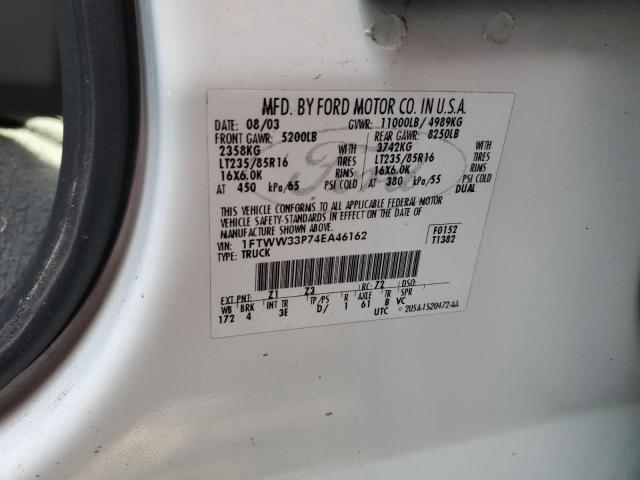 MFD. BY FORD MOTOR CO. IN U.S.A.
DATE: 08/03 GVWR: 11000LB/ 4989KG
FRONT GAWR: 5200LB REAR GAWR: 8250LB
2358KG WITH 3742KG WITH
LT235/85R16 TIRES LT235/85R16 TIRES
16X6.0K RIMS 16X6.0K RIMS
AT 450 kPa/65 PSI COLD AT 380 kPa/55 PSI COLD
DUAL
Ford
THIS VEHICLE CONFORMS TO ALL APPLICABLE FEDERAL MOTOR
VEHICLE SAFETY STANDARDS IN EFFECT ON THE DATE OF
MANUFACTURE SHOWN ABOVE.
VIN: 1FTWW33P74EA46162 F0152
TYPE: TRUCK T1382
EXT PNT: Z1 Z3 RC: Z2 DSO:
WB BRK INT TR TP/PS R AXLE TR SPR
172 4 3E D/ 1 61 B VC
UTC 2U5A-1520472-AA